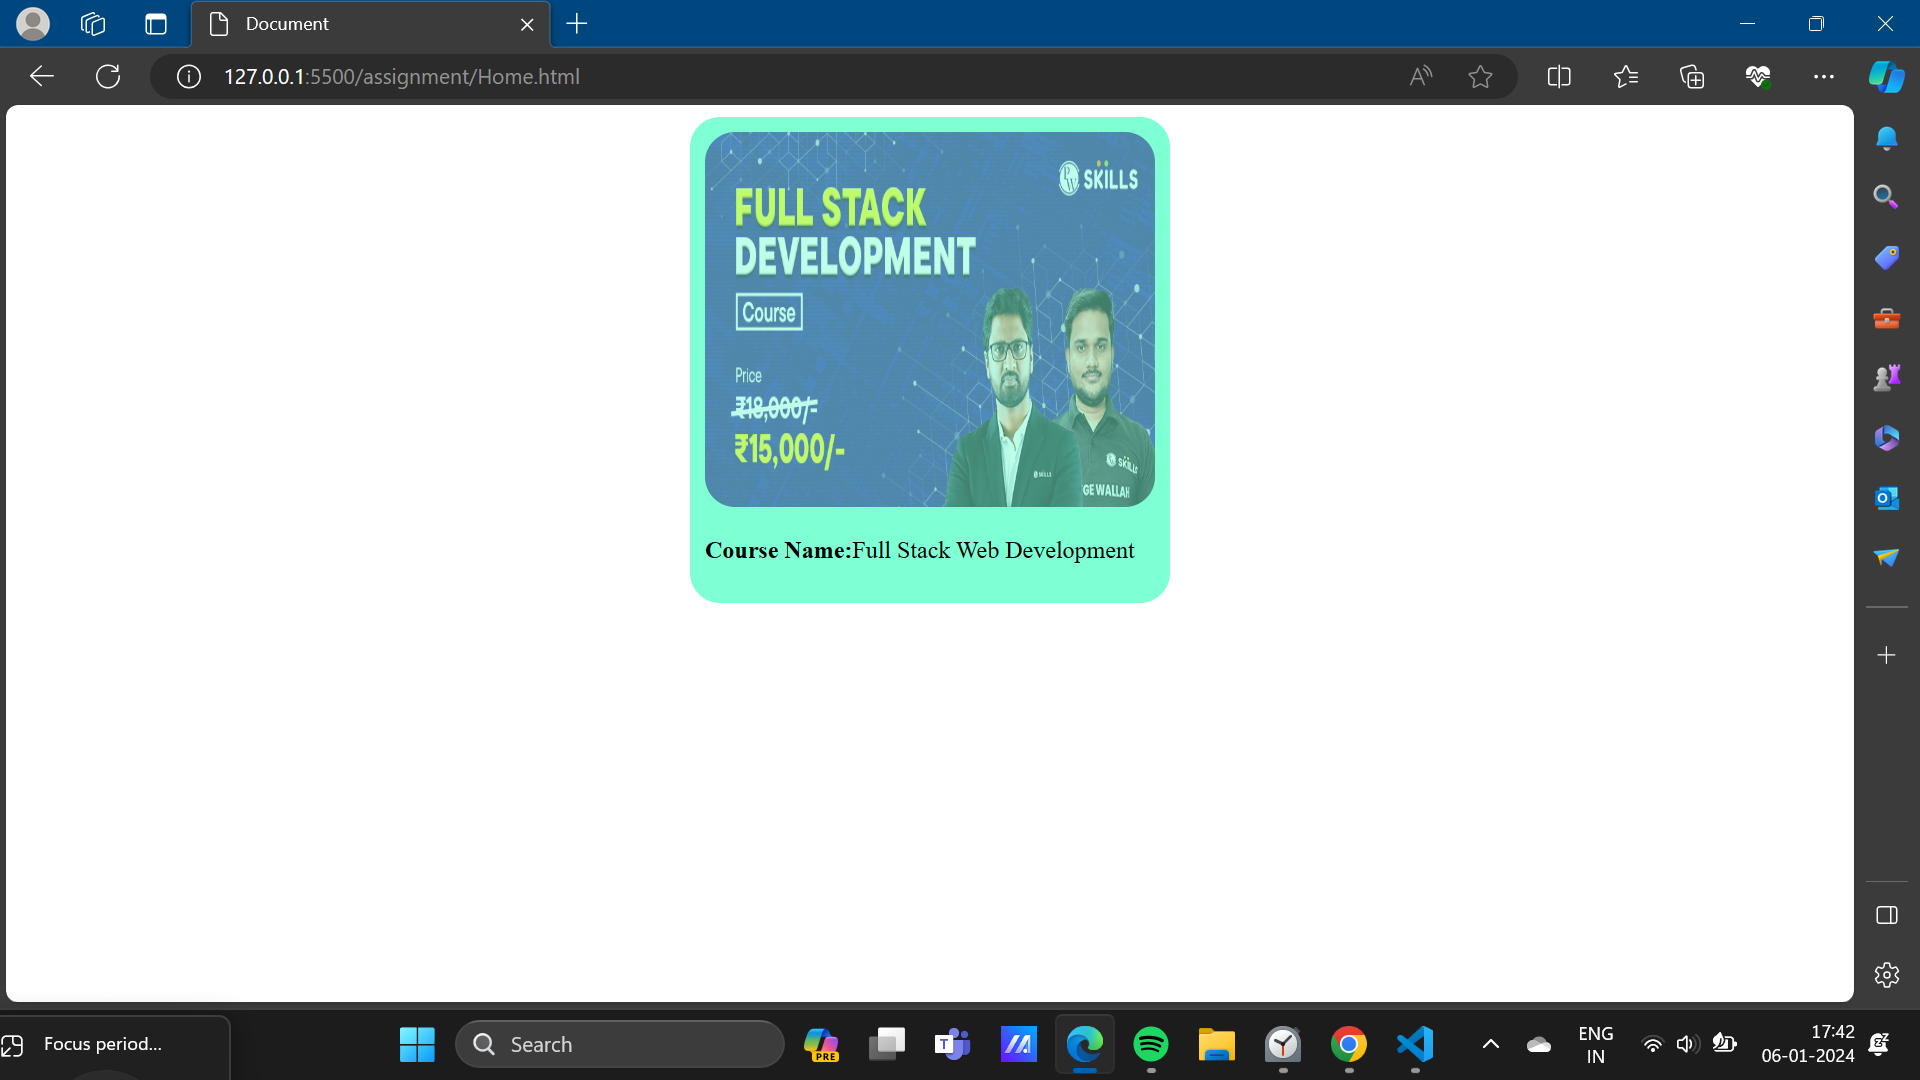 Document
127.0.0.1:5500/assignment/Home.html
PW SKILLS
FULL STACK
DEVELOPMENT
Course
Price
₹18,000/-
₹15,000/-
SKILLS
SKILLS
GE WALLAH
Course Name:Full Stack Web Development
Focus period...
Search
PRE
ENG
IN
17:42
06-01-2024